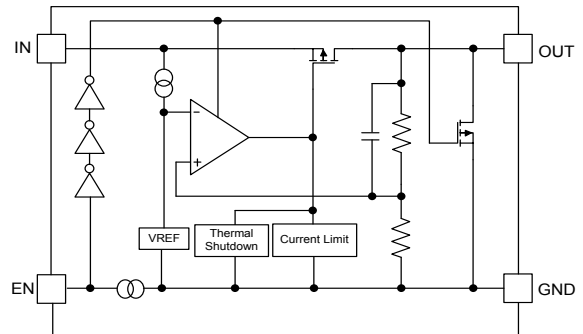 IN
OUT
−
+
VREF
Thermal
Shutdown
Current Limit
EN
GND